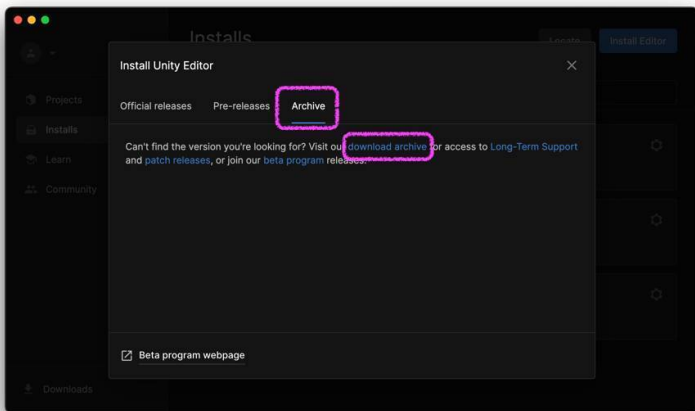 Installs
Locate
Install Editor
Projects
Installs
Learn
Community
Downloads
Install Unity Editor
Official releases
Pre-releases
Archive
Can't find the version you're looking for? Visit our download archive for access to Long-Term Support
and patch releases, or join our beta program releases.
Beta program webpage